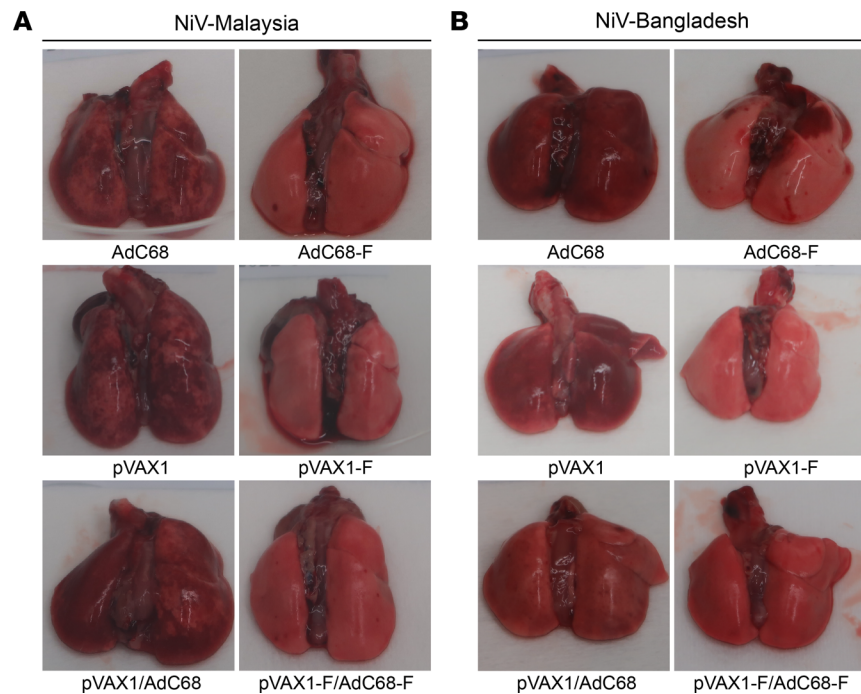 A
NiV-Malaysia
AdC68
AdC68-F
pVAX1
pVAX1-F
pVAX1/AdC68
pVAX1-F/AdC68-F
B
NiV-Bangladesh
AdC68
AdC68-F
pVAX1
pVAX1-F
pVAX1/AdC68
pVAX1-F/AdC68-F